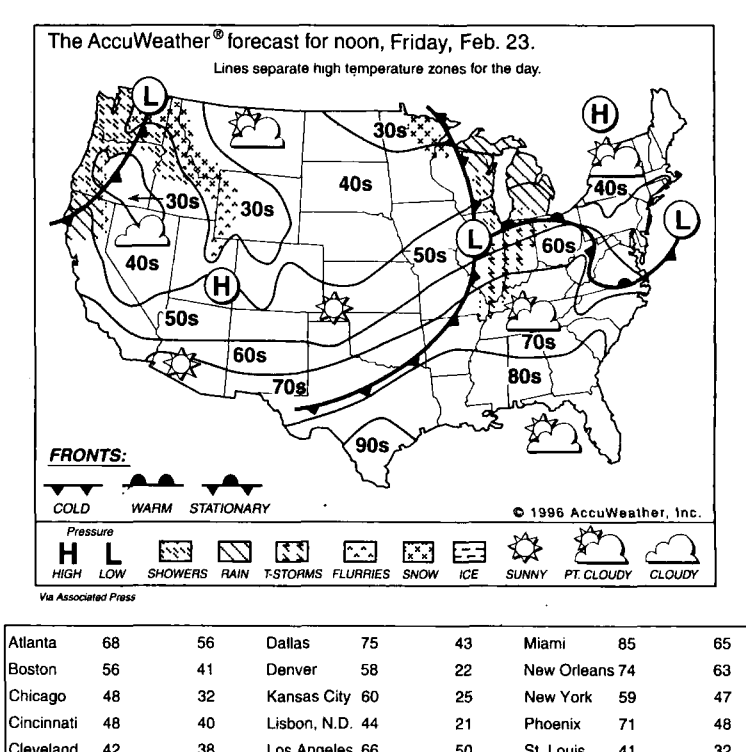 The AccuWeather® forecast for noon, Friday, Feb. 23.
Lines separate high temperature zones for the day.
L
H
30s
40s
40s
30s
30s
L
50s
L
60s
40s
H
50s
60s
70s
70s
80s
90s
FRONTS:
COLD WARM STATIONARY
© 1996 AccuWeather, Inc.
Pressure
H L
HIGH LOW SHOWERS RAIN T-STORMS FLURRIES SNOW ICE SUNNY PT. CLOUDY CLOUDY
Via Associated Press
Atlanta 68 56 Dallas 75 43 Miami 85 65
Boston 56 41 Denver 58 22 New Orleans 74 63
Chicago 48 32 Kansas City 60 25 New York 59 47
Cincinnati 48 40 Lisbon, N.D. 44 21 Phoenix 71 48
Cleveland 42 38 Los Angeles 66 50 St. Louis 41 32